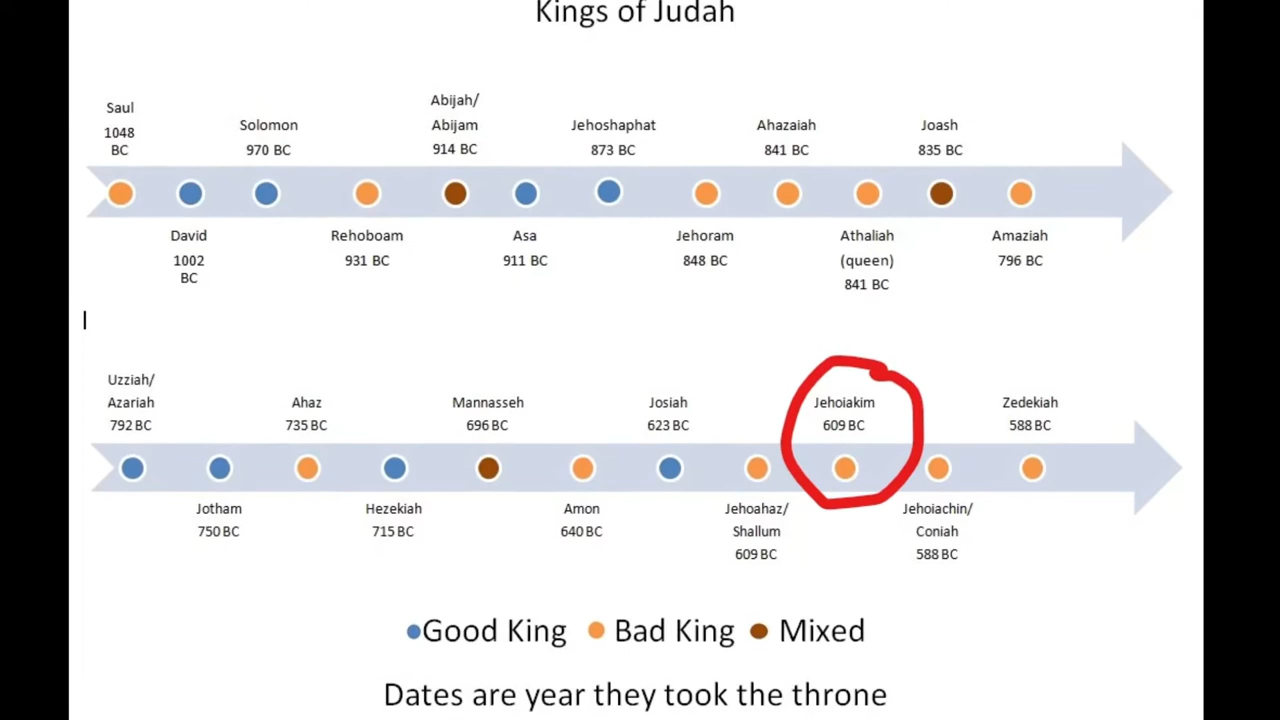 Kings of Judah
Saul
1048
BC
David
1002
BC
Solomon
970 BC
Rehoboam
931 BC
Abijah/
Abijam
914 BC
Asa
911 BC
Jehoshaphat
873 BC
Jehoram
848 BC
Ahazaiah
841 BC
Athaliah
(queen)
841 BC
Joash
835 BC
Amaziah
796 BC
Uzziah/
Azariah
792 BC
Jotham
750 BC
Ahaz
735 BC
Hezekiah
715 BC
Mannasseh
696 BC
Amon
640 BC
Josiah
623 BC
Jehoahaz/
Shallum
609 BC
Jehoiakim
609 BC
Jehoiachin/
Coniah
588 BC
Zedekiah
588 BC
Good King Bad King Mixed
Dates are year they took the throne